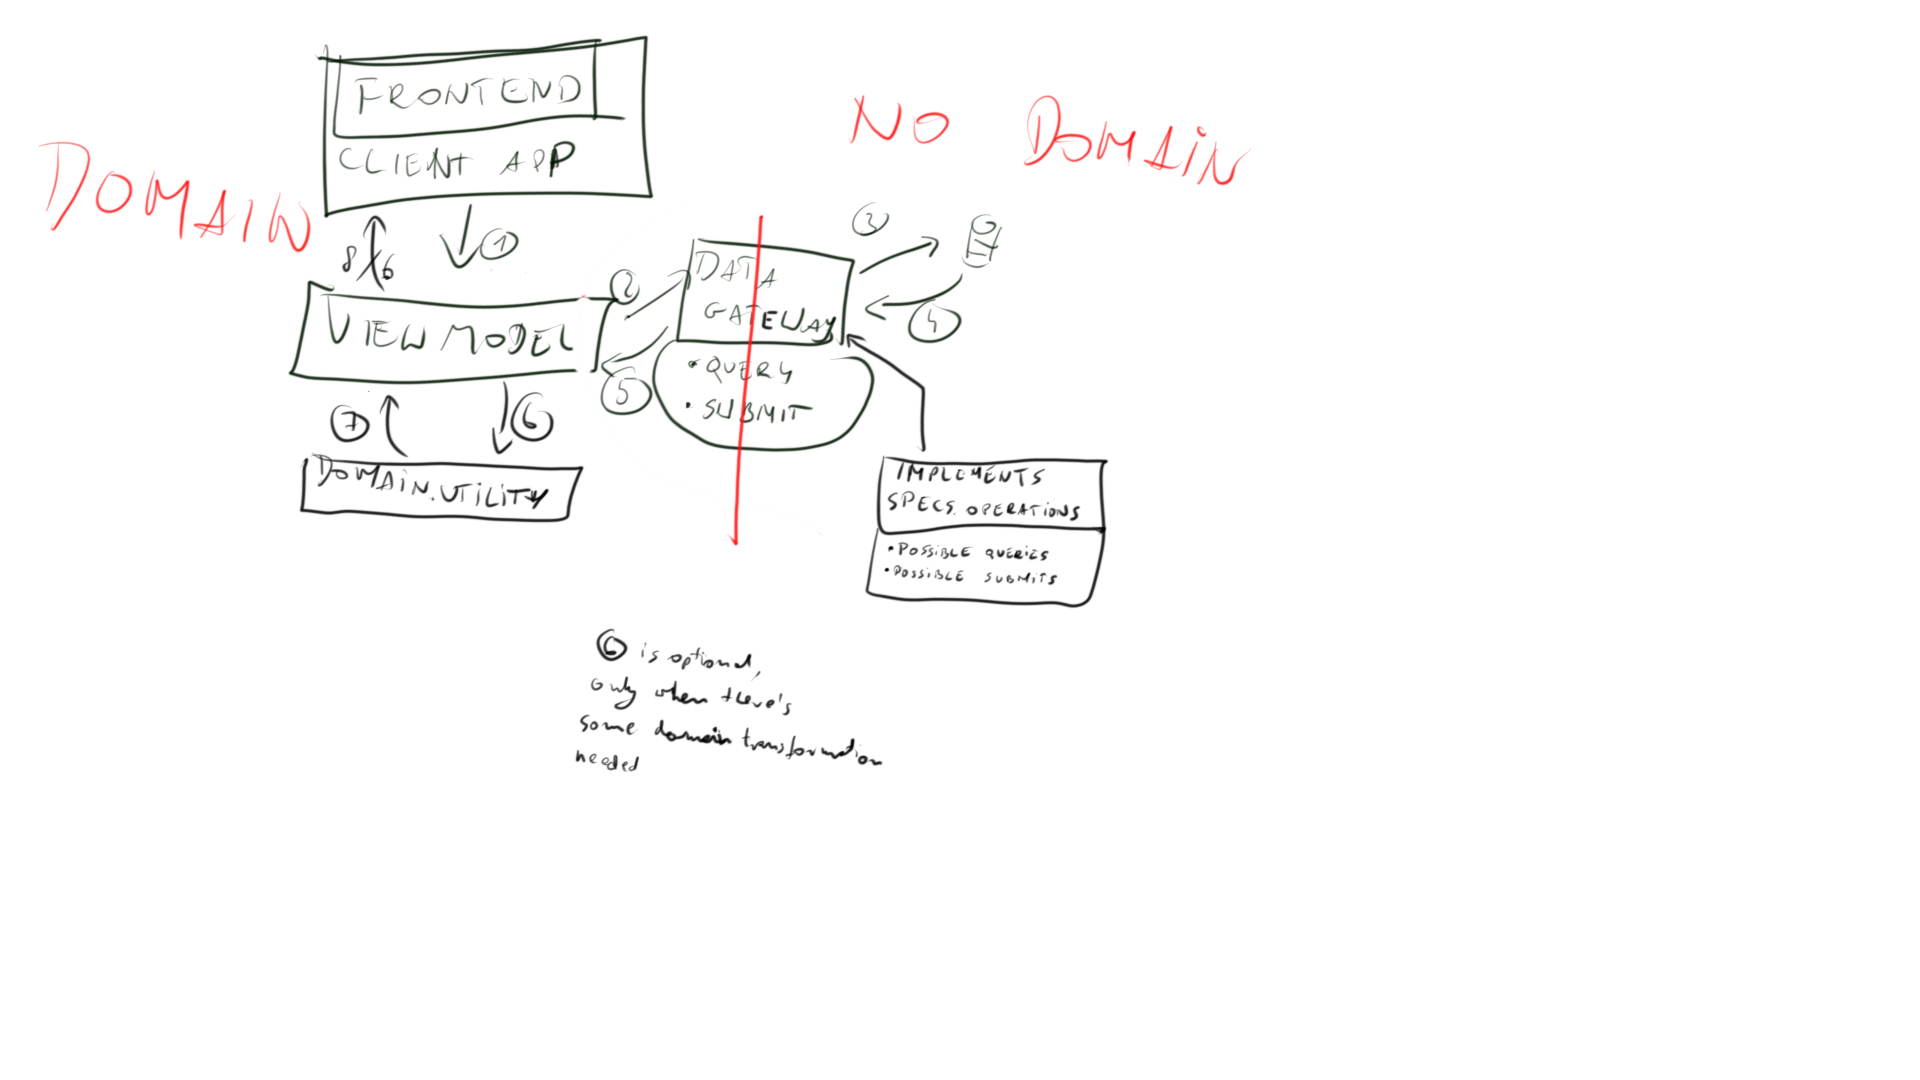 FRONTEND
CLIENT APP
DOMAIN
NO DOMAIN
8/6
1
VIEW MODEL
2
DATA
GATEWAY
3
I/O
4
5
• QUERY
• SUBMIT
7
6
DOMAIN.UTILITY
IMPLEMENTS
SPECS. OPERATIONS
• POSSIBLE QUERIES
• POSSIBLE SUBMITS
6 is optional,
only when there's
some domain transformation
needed